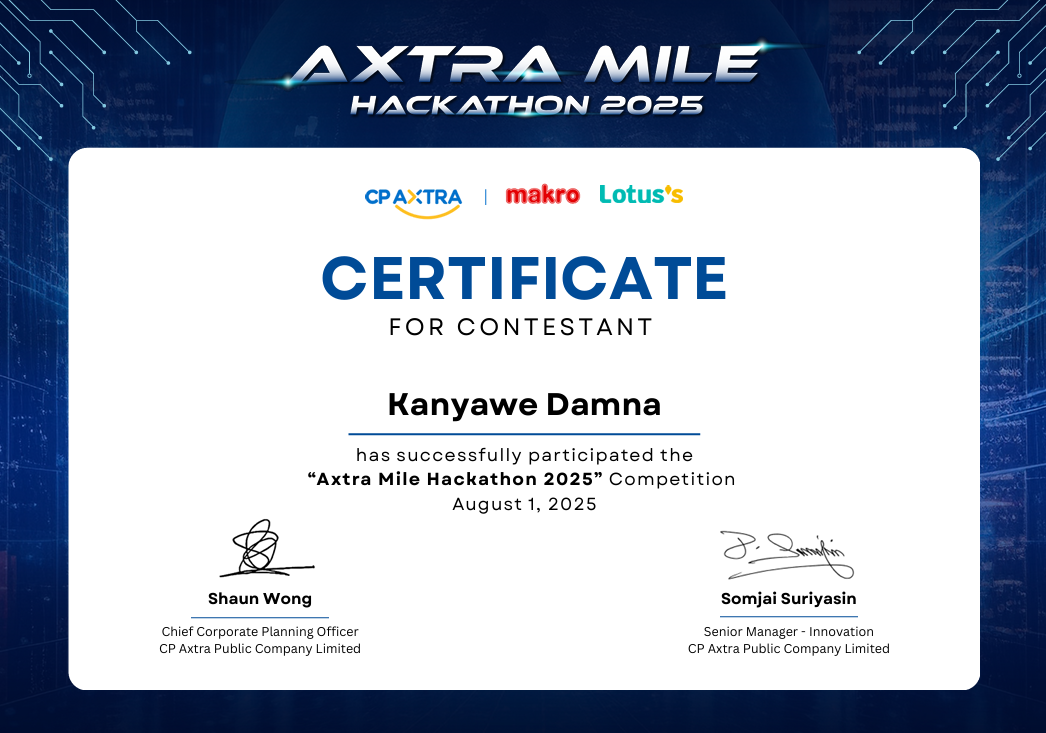 AXTRA MILE
HACKATHON 2025
CP AXTRA | makro Lotus's
CERTIFICATE
FOR CONTESTANT
Kanyawe Damna
has successfully participated the
“Axtra Mile Hackathon 2025” Competition
August 1, 2025
Shaun Wong
Chief Corporate Planning Officer
CP Axtra Public Company Limited
Somjai Suriyasin
Senior Manager - Innovation
CP Axtra Public Company Limited